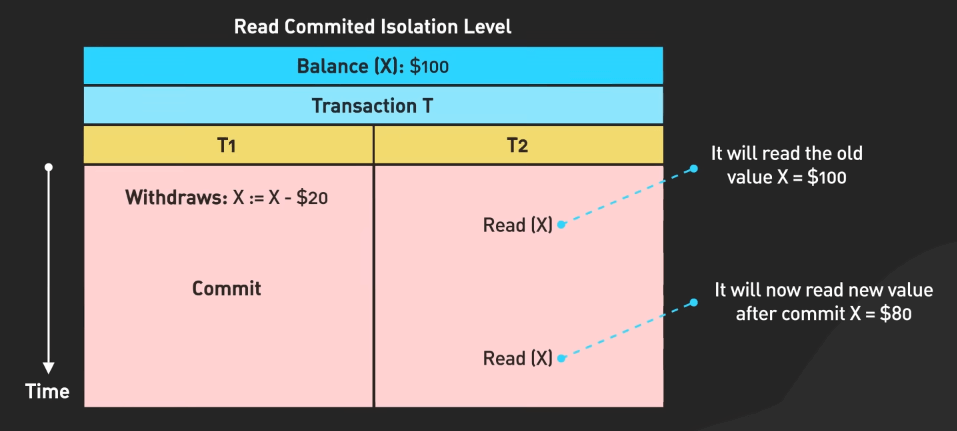 Read Commited Isolation Level
Balance (X): $100
Transaction T
T1
T2
It will read the old
value X = $100
Withdraws: X := X - $20
Read (X)
Commit
It will now read new value
after commit X = $80
Read (X)
Time